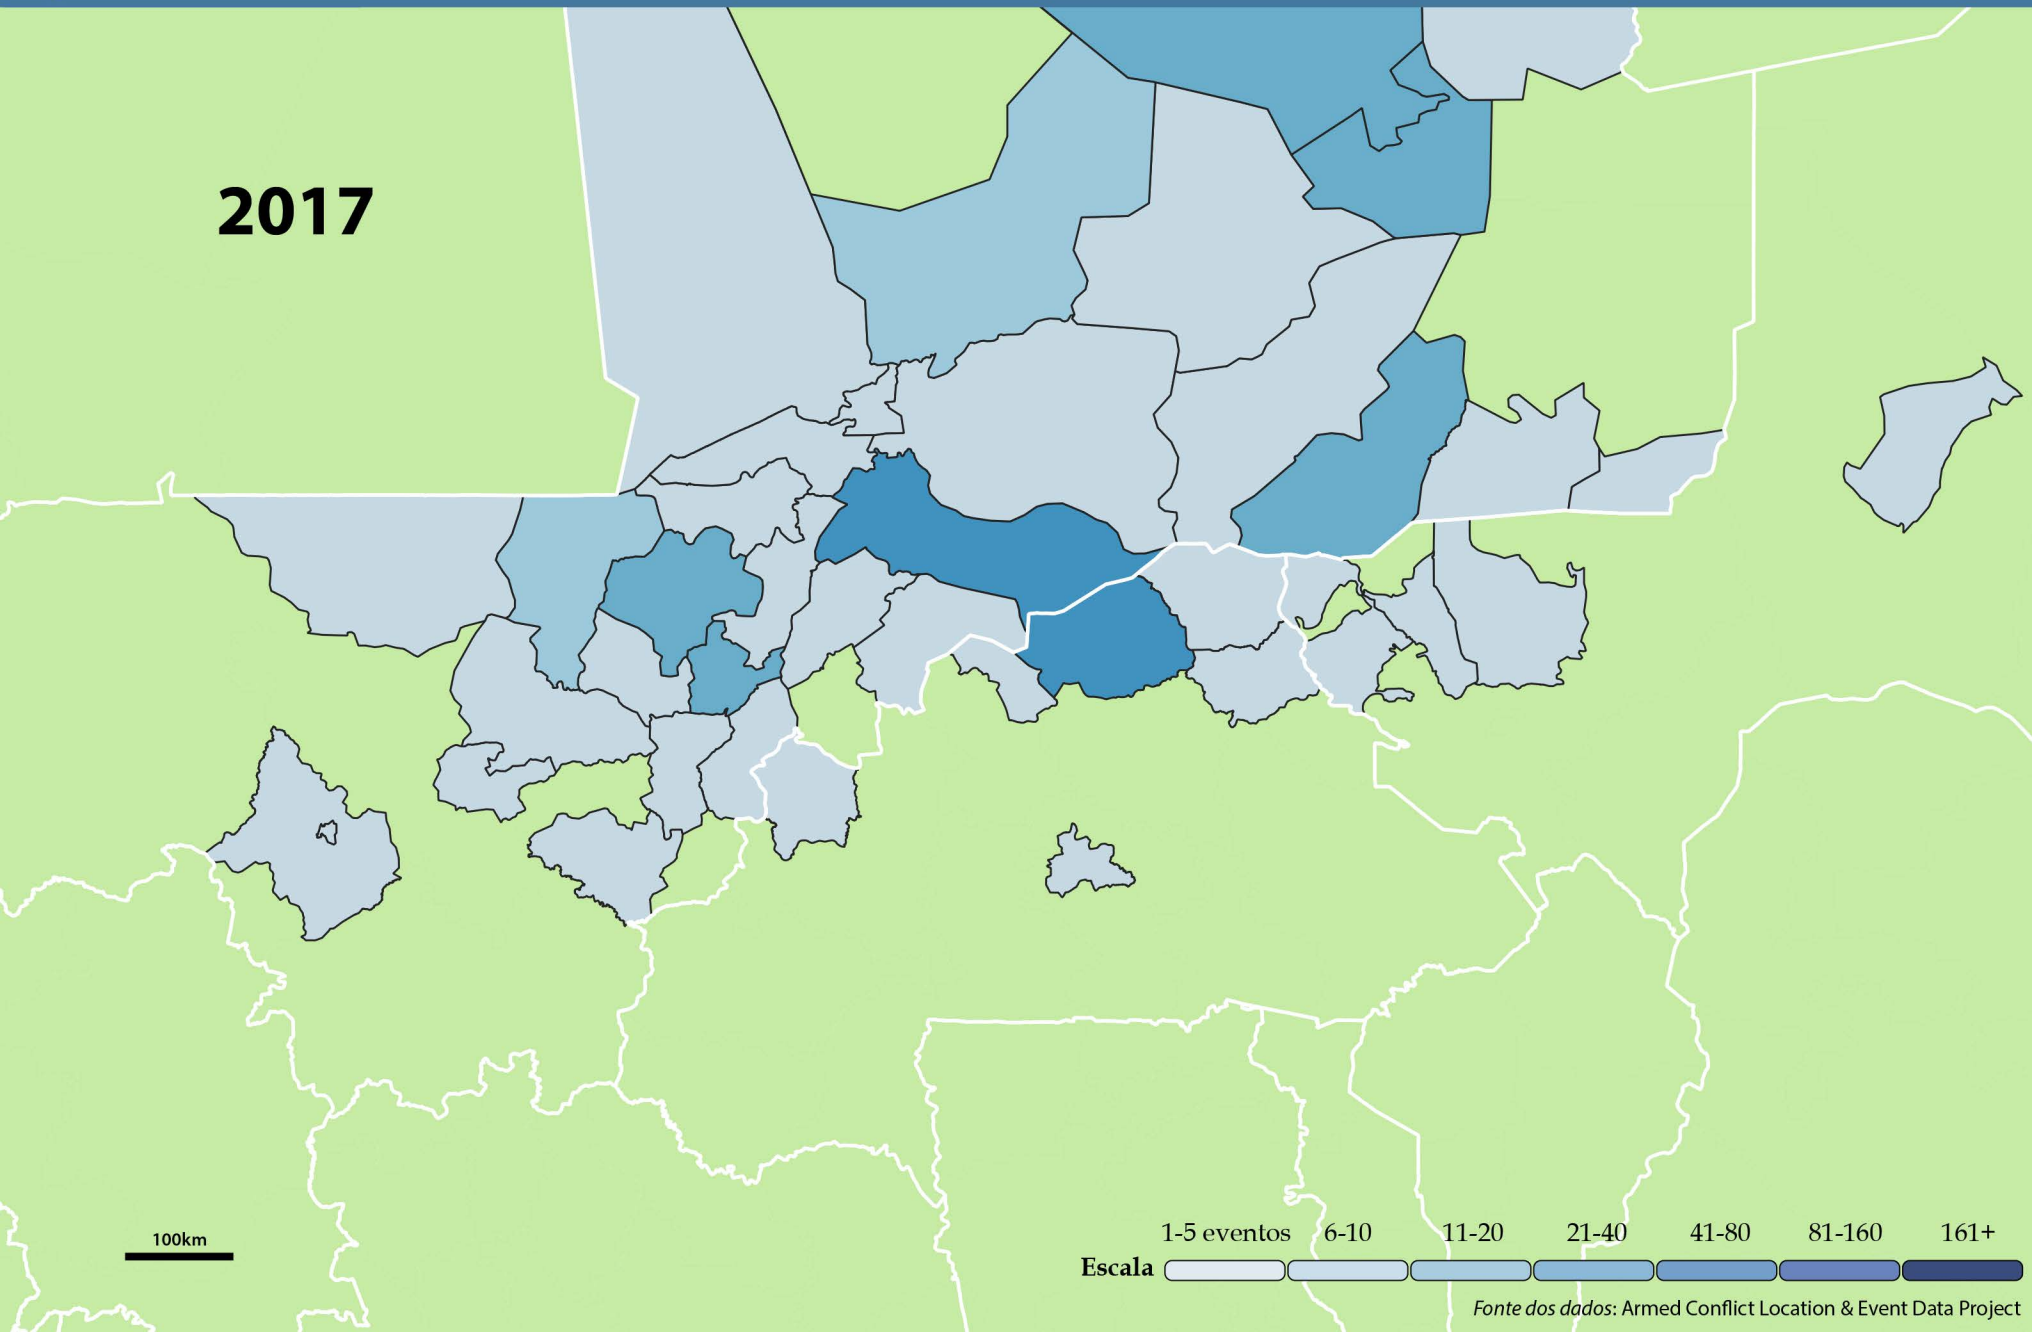 2017
100km
1-5 eventos 6-10 11-20 21-40 41-80 81-160 161+
Escala
Fonte dos dados: Armed Conflict Location & Event Data Project